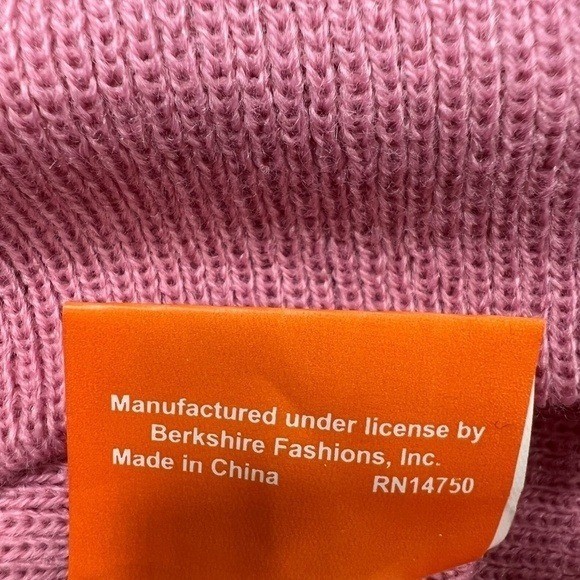 Manufactured under license by
Berkshire Fashions, Inc.
Made in China RN14750